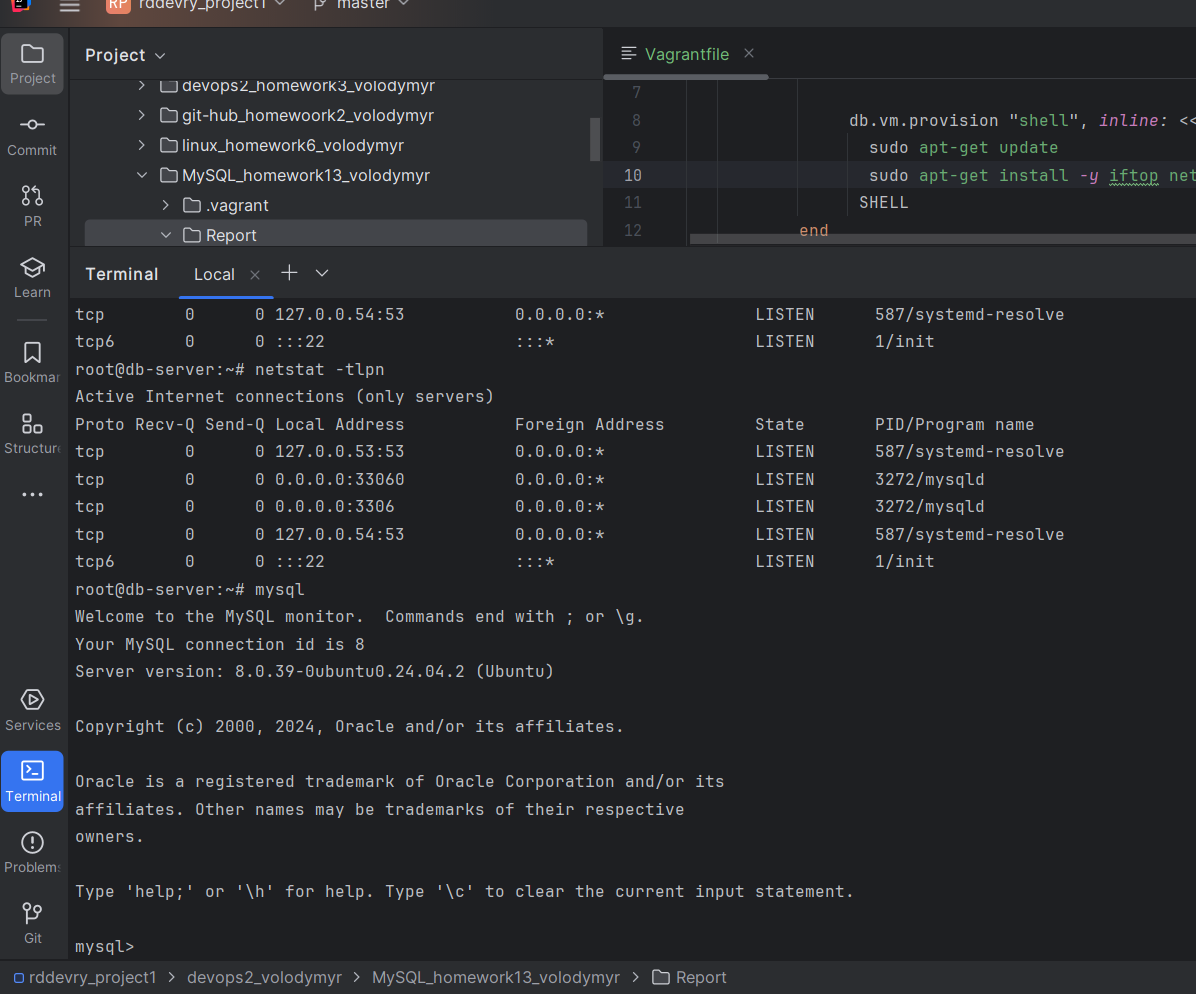 RP rddevry_project1 master
Project
Project
Vagrantfile
devops2_homework3_volodymyr
git-hub_homewoork2_volodymyr
linux_homework6_volodymyr
MySQL_homework13_volodymyr
.vagrant
Report
7
8 db.vm.provision "shell", inline: <<
9 sudo apt-get update
10 sudo apt-get install -y iftop net
11 SHELL
12 end
Commit
PR
Learn
Bookmar
Structure
Services
Terminal
Problems
Git
Terminal Local
tcp 0 0 127.0.0.54:53 0.0.0.0:* LISTEN 587/systemd-resolve
tcp6 0 0 :::22 :::* LISTEN 1/init
root@db-server:~# netstat -tlpn
Active Internet connections (only servers)
Proto Recv-Q Send-Q Local Address Foreign Address State PID/Program name
tcp 0 0 127.0.0.53:53 0.0.0.0:* LISTEN 587/systemd-resolve
tcp 0 0 0.0.0.0:33060 0.0.0.0:* LISTEN 3272/mysqld
tcp 0 0 0.0.0.0:3306 0.0.0.0:* LISTEN 3272/mysqld
tcp 0 0 127.0.0.54:53 0.0.0.0:* LISTEN 587/systemd-resolve
tcp6 0 0 :::22 :::* LISTEN 1/init
root@db-server:~# mysql
Welcome to the MySQL monitor.  Commands end with ; or \g.
Your MySQL connection id is 8
Server version: 8.0.39-0ubuntu0.24.04.2 (Ubuntu)
Copyright (c) 2000, 2024, Oracle and/or its affiliates.
Oracle is a registered trademark of Oracle Corporation and/or its
affiliates. Other names may be trademarks of their respective
owners.
Type 'help;' or '\h' for help. Type '\c' to clear the current input statement.
mysql>
rddevry_project1 > devops2_volodymyr > MySQL_homework13_volodymyr > Report